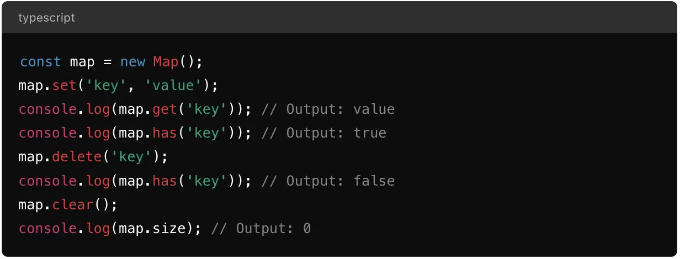 typescript
const map = new Map();
map.set('key', 'value');
console.log(map.get('key')); // Output: value
console.log(map.has('key')); // Output: true
map.delete('key');
console.log(map.has('key')); // Output: false
map.clear();
console.log(map.size); // Output: 0